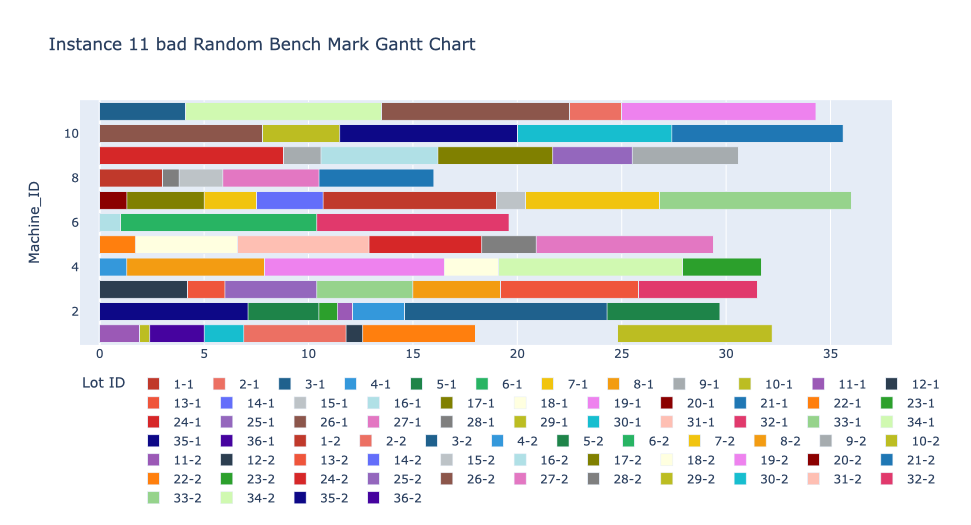 Instance 11 bad Random Bench Mark Gantt Chart
Machine_ID
10
8
6
4
2
0 5 10 15 20 25 30 35
Lot ID 1-1 2-1 3-1 4-1 5-1 6-1 7-1 8-1 9-1 10-1 11-1 12-1
13-1 14-1 15-1 16-1 17-1 18-1 19-1 20-1 21-1 22-1 23-1
24-1 25-1 26-1 27-1 28-1 29-1 30-1 31-1 32-1 33-1 34-1
35-1 36-1 1-2 2-2 3-2 4-2 5-2 6-2 7-2 8-2 9-2 10-2
11-2 12-2 13-2 14-2 15-2 16-2 17-2 18-2 19-2 20-2 21-2
22-2 23-2 24-2 25-2 26-2 27-2 28-2 29-2 30-2 31-2 32-2
33-2 34-2 35-2 36-2